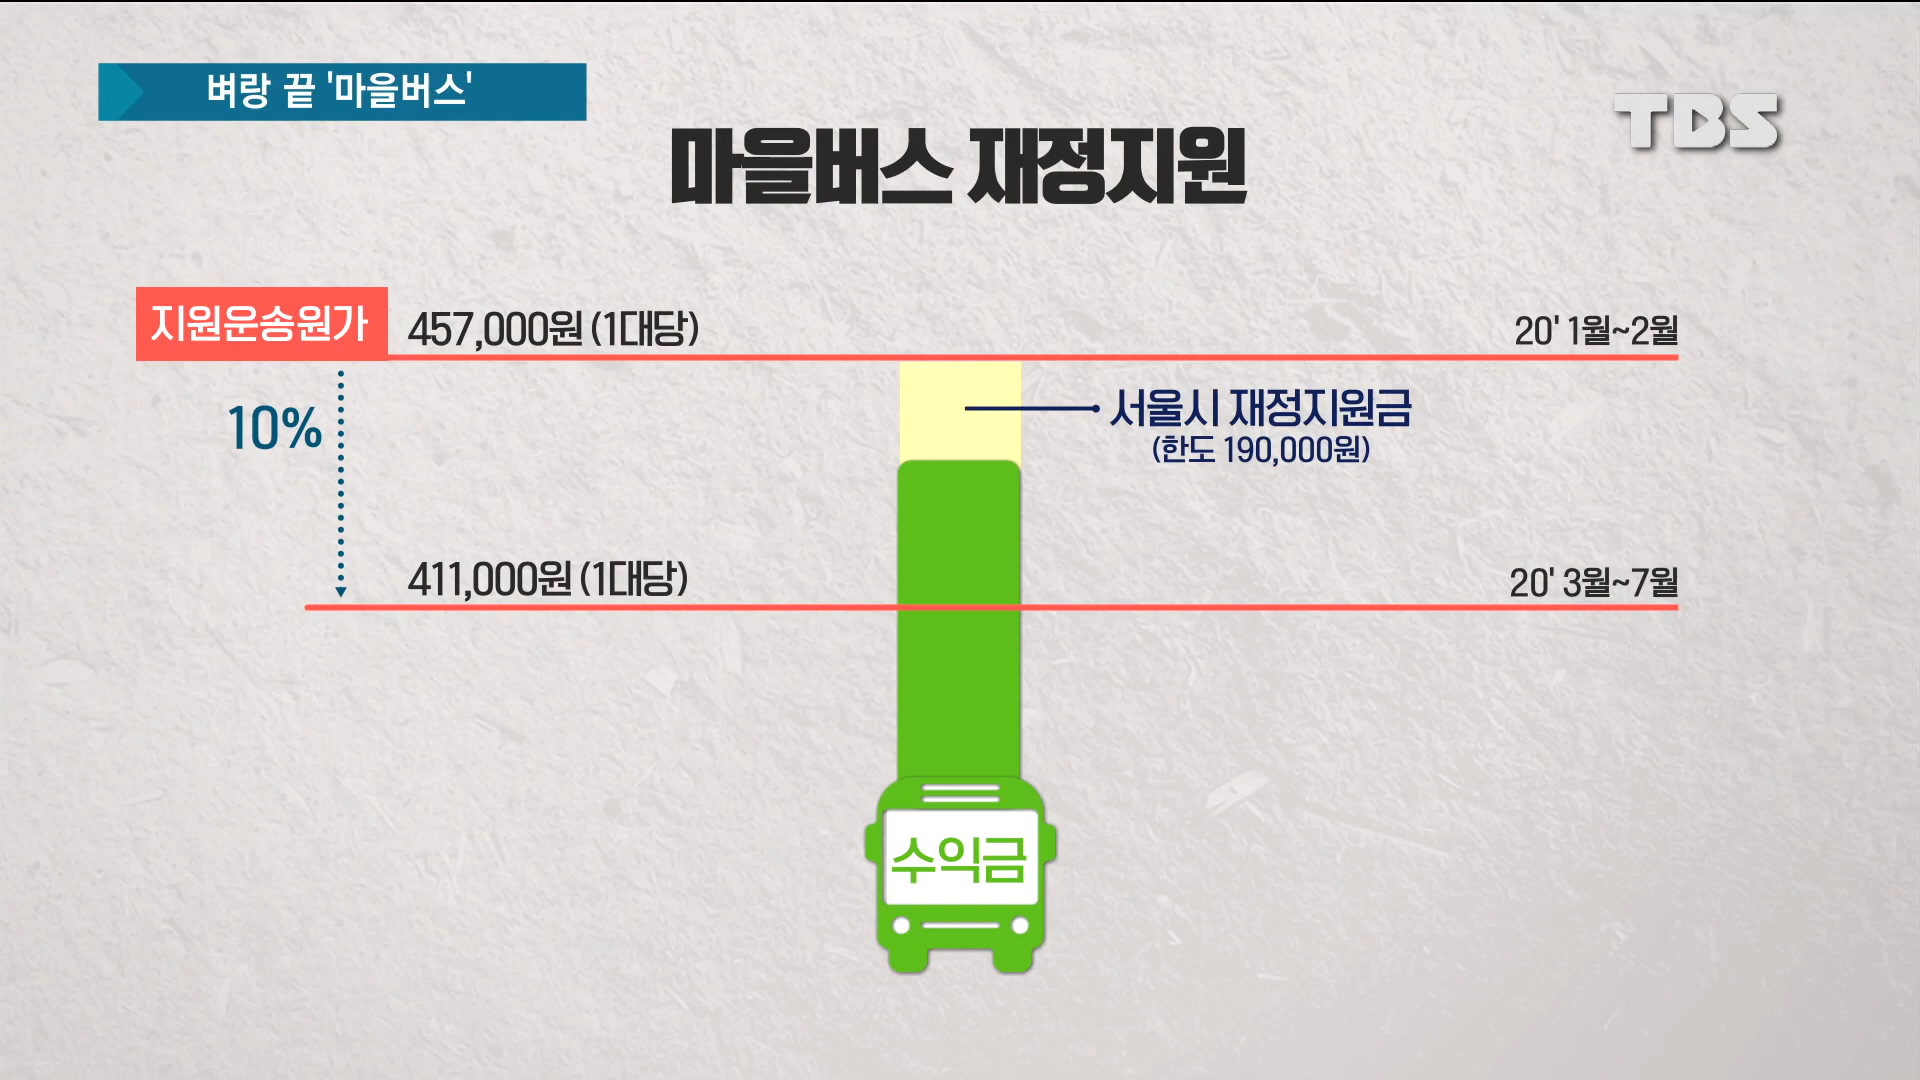 벼랑 끝 '마을버스'
TBS
마을버스 재정지원
지원운송원가 457,000원 (1대당) 20' 1월~2월
10%
서울시 재정지원금
(한도 190,000원)
411,000원 (1대당) 20' 3월~7월
수익금